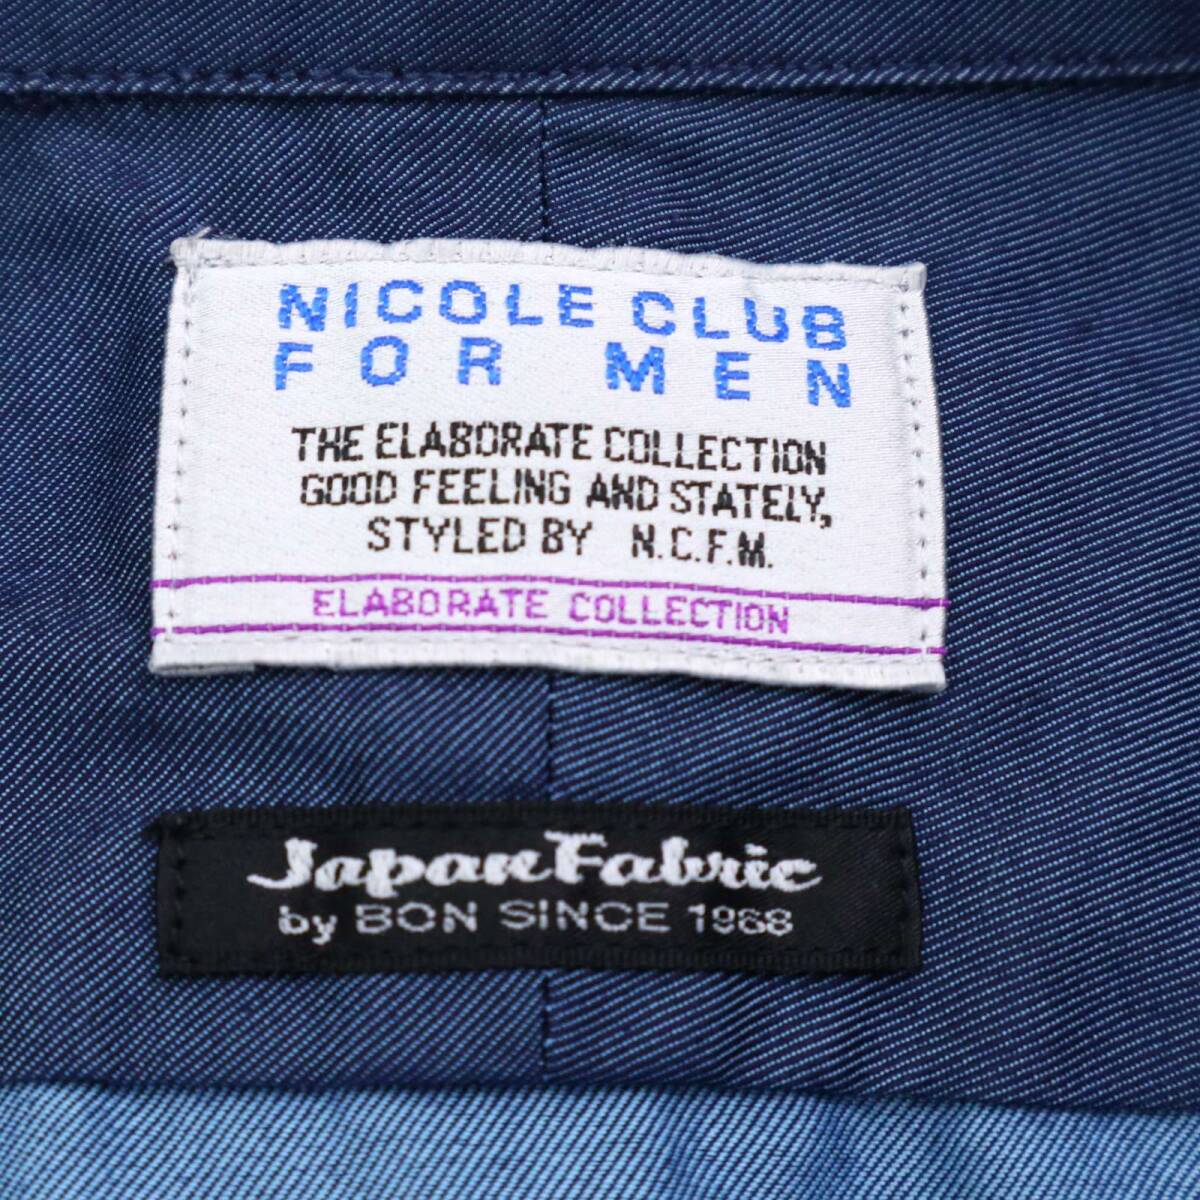 NICOLE CLUB
FOR MEN
THE ELABORATE COLLECTION
GOOD FEELING AND STATELY,
STYLED BY N.C.F.M.
ELABORATE COLLECTION
JapanFabric
by BON SINCE 1968